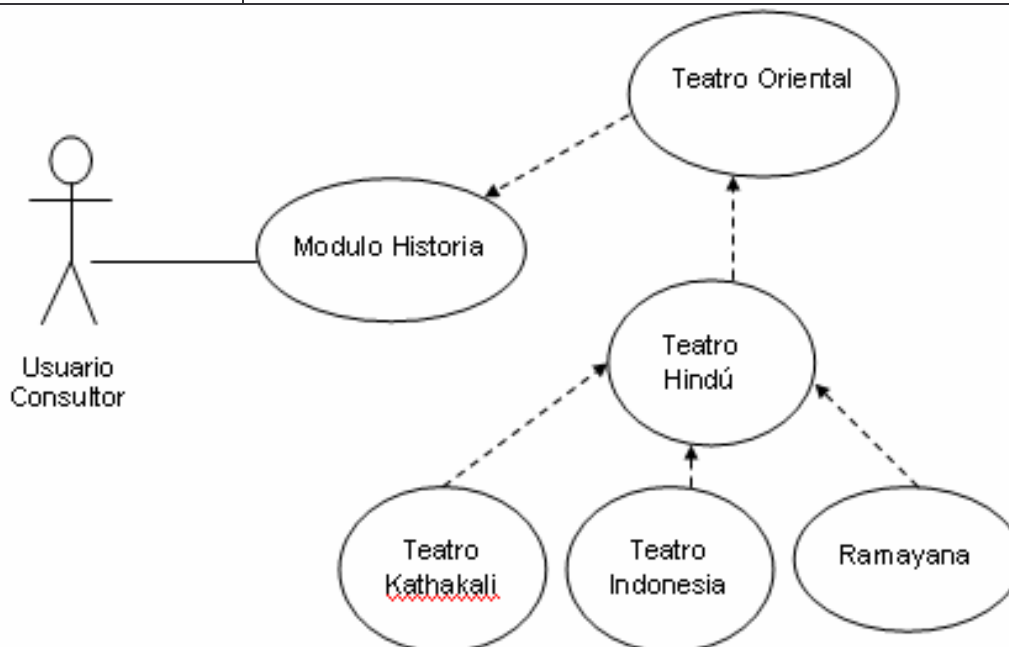 Teatro Oriental
Modulo Historia
Usuario
Consultor
Teatro
Hindú
Teatro
Kathakali
Teatro
Indonesia
Ramayana